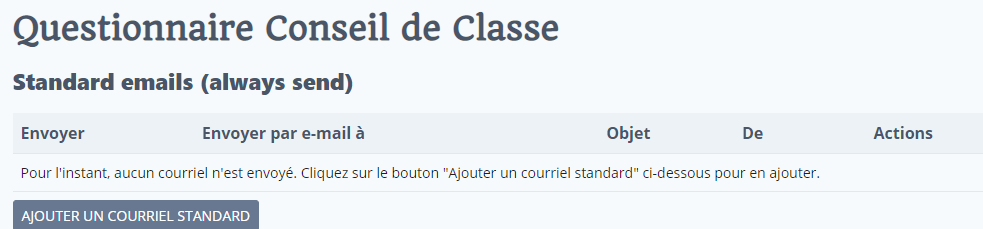 Questionnaire Conseil de Classe
Standard emails (always send)
Envoyer Envoyer par e-mail à Objet De Actions
Pour l'instant, aucun courriel n'est envoyé. Cliquez sur le bouton "Ajouter un courriel standard" ci-dessous pour en ajouter.
AJOUTER UN COURRIEL STANDARD